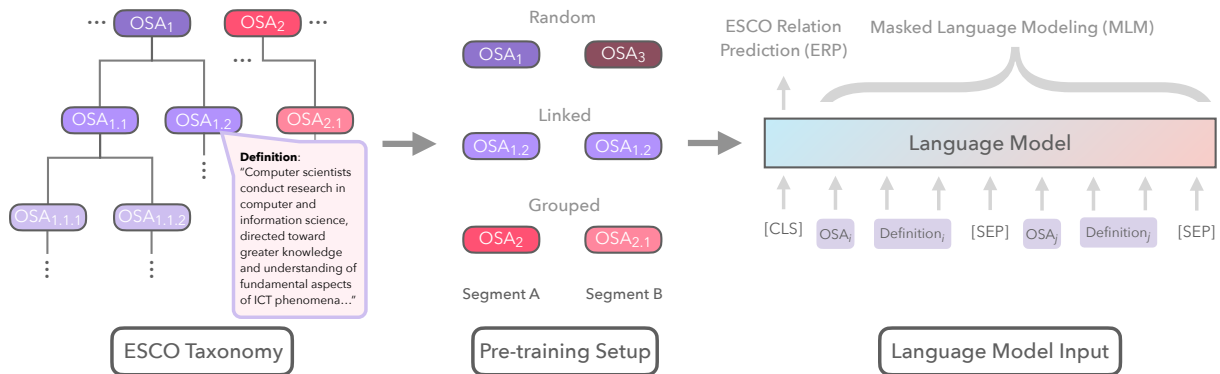 ... OSA1 OSA2 ...
...
OSA1.1 OSA1.2 OSA2.1
Definition:
"Computer scientists
conduct research in
computer and
information science,
directed toward
greater knowledge
and understanding of
fundamental aspects
of ICT phenomena..."
OSA1.1.1 OSA1.1.2
ESCO Taxonomy
Random
OSA1 OSA3
Linked
OSA1.2 OSA1.2
Grouped
OSA2 OSA2.1
Segment A Segment B
Pre-training Setup
ESCO Relation
Prediction (ERP)
Masked Language Modeling (MLM)
Language Model
[CLS] OSAi Definitioni [SEP] OSAj Definitionj [SEP]
Language Model Input